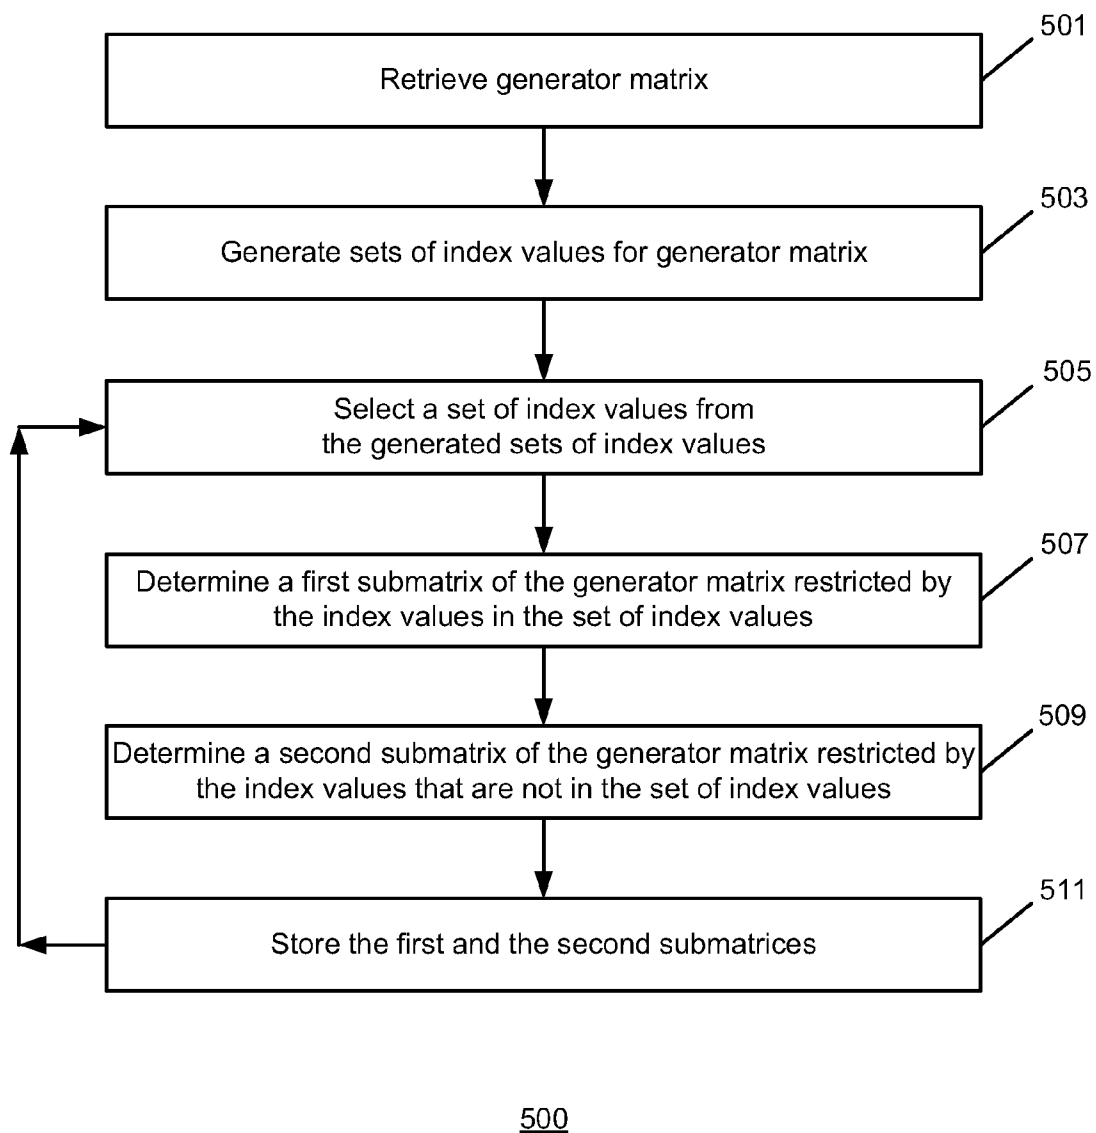 501
Retrieve generator matrix
503
Generate sets of index values for generator matrix
505
Select a set of index values from
the generated sets of index values
507
Determine a first submatrix of the generator matrix restricted by
the index values in the set of index values
509
Determine a second submatrix of the generator matrix restricted by
the index values that are not in the set of index values
511
Store the first and the second submatrices
500